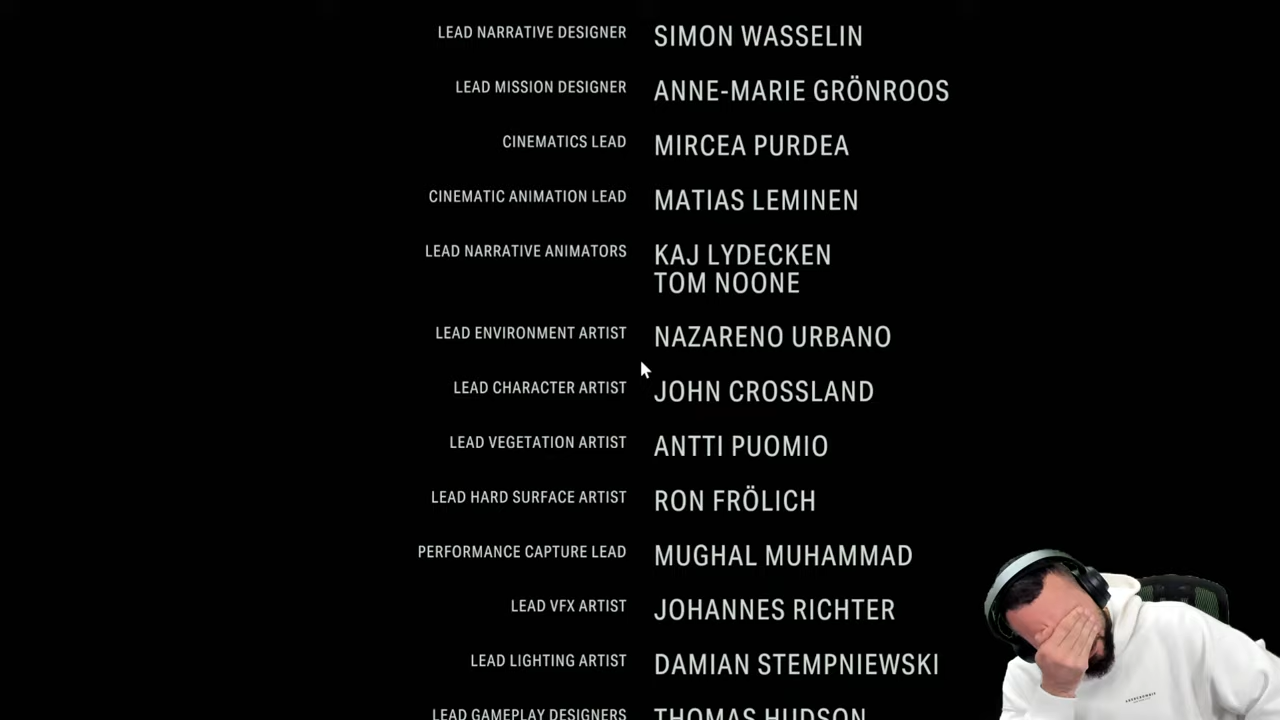 LEAD NARRATIVE DESIGNER SIMON WASSELIN
LEAD MISSION DESIGNER ANNE-MARIE GRÖNROOS
CINEMATICS LEAD MIRCEA PURDEA
CINEMATIC ANIMATION LEAD MATIAS LEMINEN
LEAD NARRATIVE ANIMATORS KAJ LYDECKEN
TOM NOONE
LEAD ENVIRONMENT ARTIST NAZARENO URBANO
LEAD CHARACTER ARTIST JOHN CROSSLAND
LEAD VEGETATION ARTIST ANTTI PUOMIO
LEAD HARD SURFACE ARTIST RON FRÖLICH
PERFORMANCE CAPTURE LEAD MUGHAL MUHAMMAD
LEAD VFX ARTIST JOHANNES RICHTER
LEAD LIGHTING ARTIST DAMIAN STEMPNIEWSKI
LEAD GAMEPLAY DESIGNERS THOMAS HUDSON